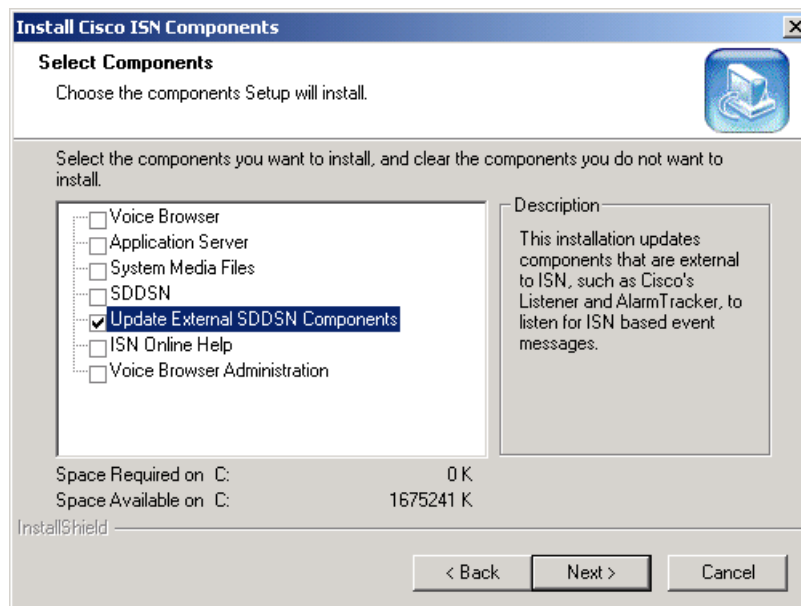 Install Cisco ISN Components
Select Components
Choose the components Setup will install.
Select the components you want to install, and clear the components you do not want to
install.
Voice Browser
Application Server
System Media Files
SDDSN
Update External SDDSN Components
ISN Online Help
Voice Browser Administration
Description
This installation updates
components that are external
to ISN, such as Cisco's
Listener and AlarmTracker, to
listen for ISN based event
messages.
Space Required on C: 0 K
Space Available on C: 1675241 K
InstallShield
< Back Next > Cancel